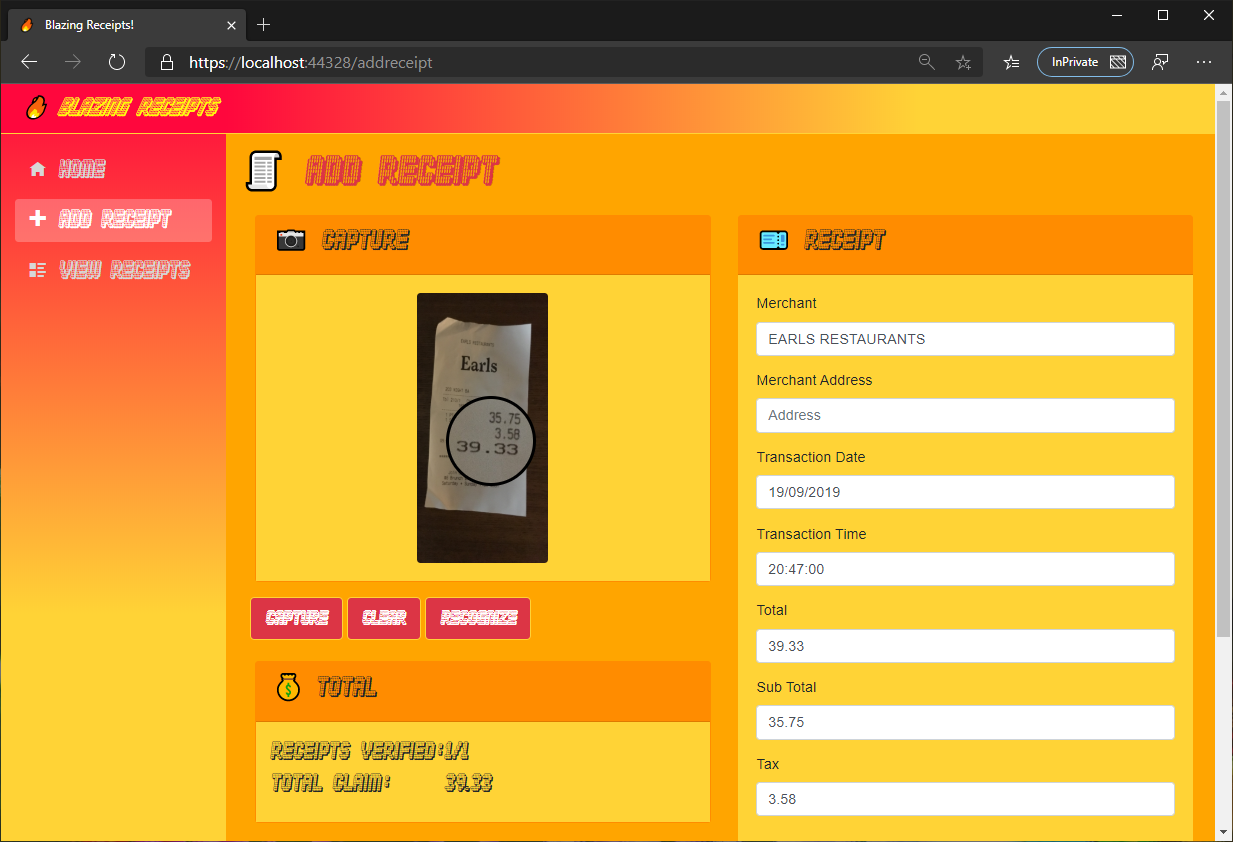 Blazing Receipts!
https://localhost:44328/addreceipt
InPrivate
BLAZING RECEIPTS
HOME
ADD RECEIPT
VIEW RECEIPTS
ADD RECEIPT
CAPTURE
EARLS RESTAURANTS
Earls
35.75
3.58
39.33
CAPTURE
CLEAR
RECOGNIZE
TOTAL
RECEIPTS VERIFIED:1/1
TOTAL CLAIM: 39.33
RECEIPT
Merchant
EARLS RESTAURANTS
Merchant Address
Address
Transaction Date
19/09/2019
Transaction Time
20:47:00
Total
39.33
Sub Total
35.75
Tax
3.58